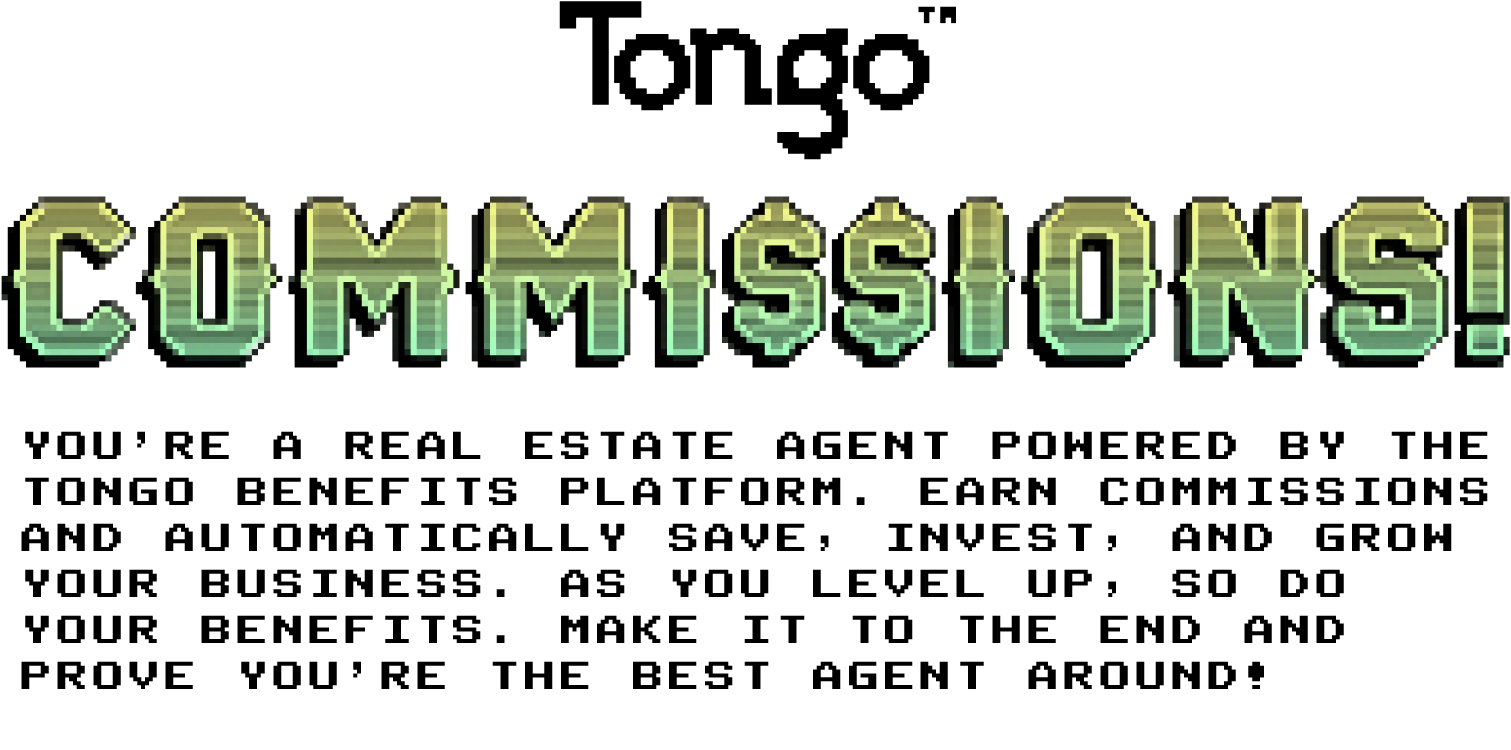 Tongo™
COMMI$$IONS!
YOU'RE A REAL ESTATE AGENT POWERED BY THE
TONGO BENEFITS PLATFORM. EARN COMMISSIONS
AND AUTOMATICALLY SAVE, INVEST, AND GROW
YOUR BUSINESS. AS YOU LEVEL UP, SO DO
YOUR BENEFITS. MAKE IT TO THE END AND
PROVE YOU'RE THE BEST AGENT AROUND!